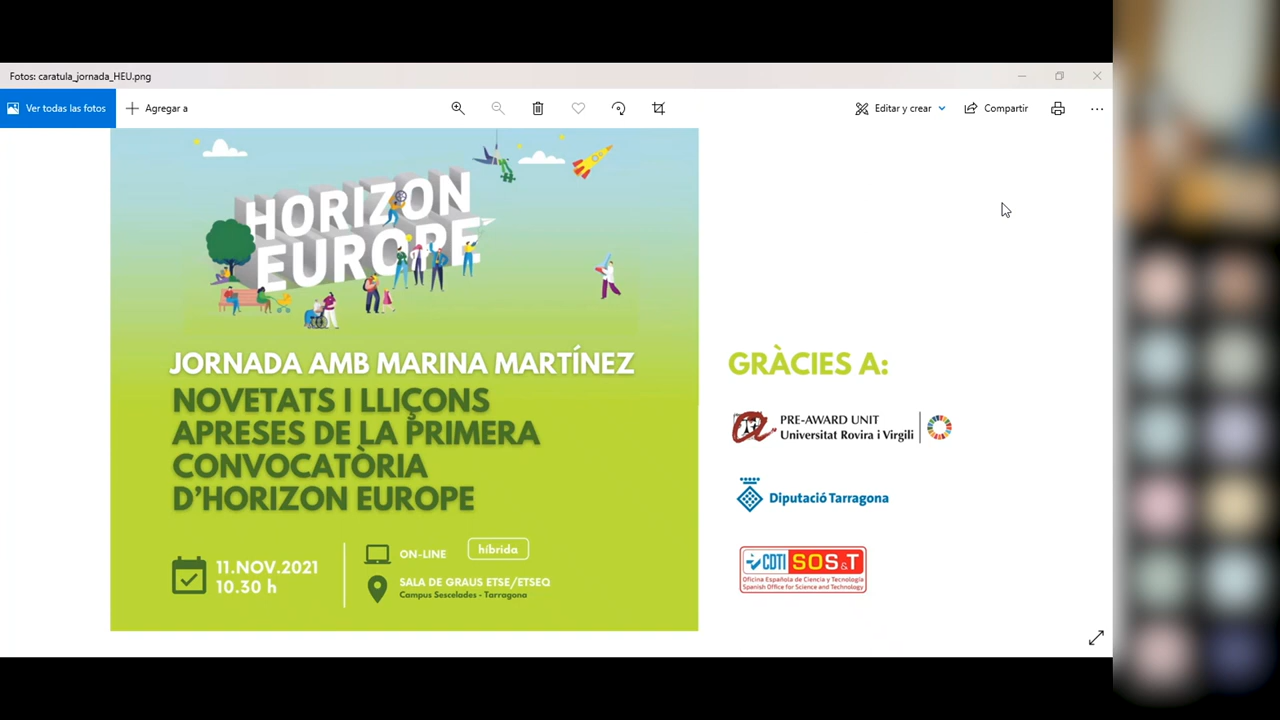 Fotos: caratula_jornada_HEU.png
Ver todas las fotos
Agregar a
Editar y crear
Compartir
HORIZON
EUROPE
JORNADA AMB MARINA MARTÍNEZ
NOVETATS I LLIÇONS
APRESES DE LA PRIMERA
CONVOCATÒRIA
D'HORIZON EUROPE
11.NOV.2021
10.30 h
ON-LINE
híbrida
SALA DE GRAUS ETSE/ETSEQ
Campus Sescelades - Tarragona
GRÀCIES A:
PRE-AWARD UNIT
Universitat Rovira i Virgili
Diputació Tarragona
CDTI SOS&T
Oficina Española de Ciencia y Tecnología
Spanish Office for Science and Technology